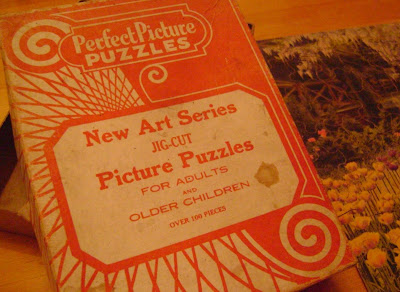 Perfect Picture
PUZZLES
New Art Series
JIG-CUT
Picture Puzzles
FOR ADULTS
AND
OLDER CHILDREN
OVER 100 PIECES